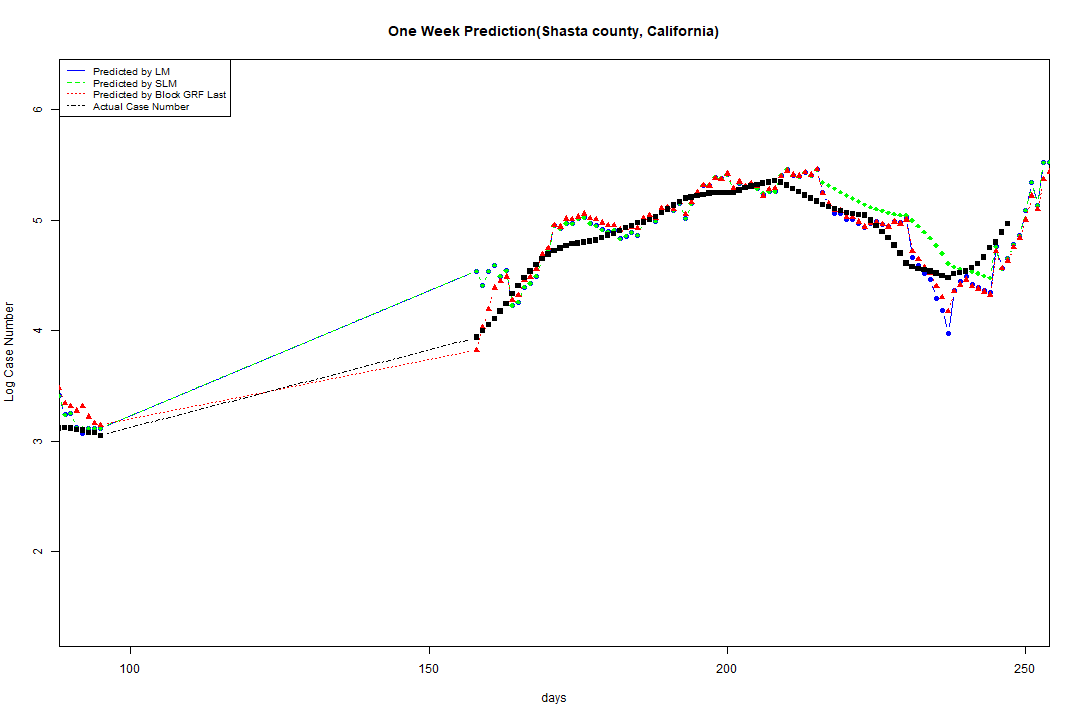 One Week Prediction(Shasta county, California)
Predicted by LM
Predicted by SLM
Predicted by Block GRF Last
Actual Case Number
6
5
4
3
2
Log Case Number
100
150
200
250
days